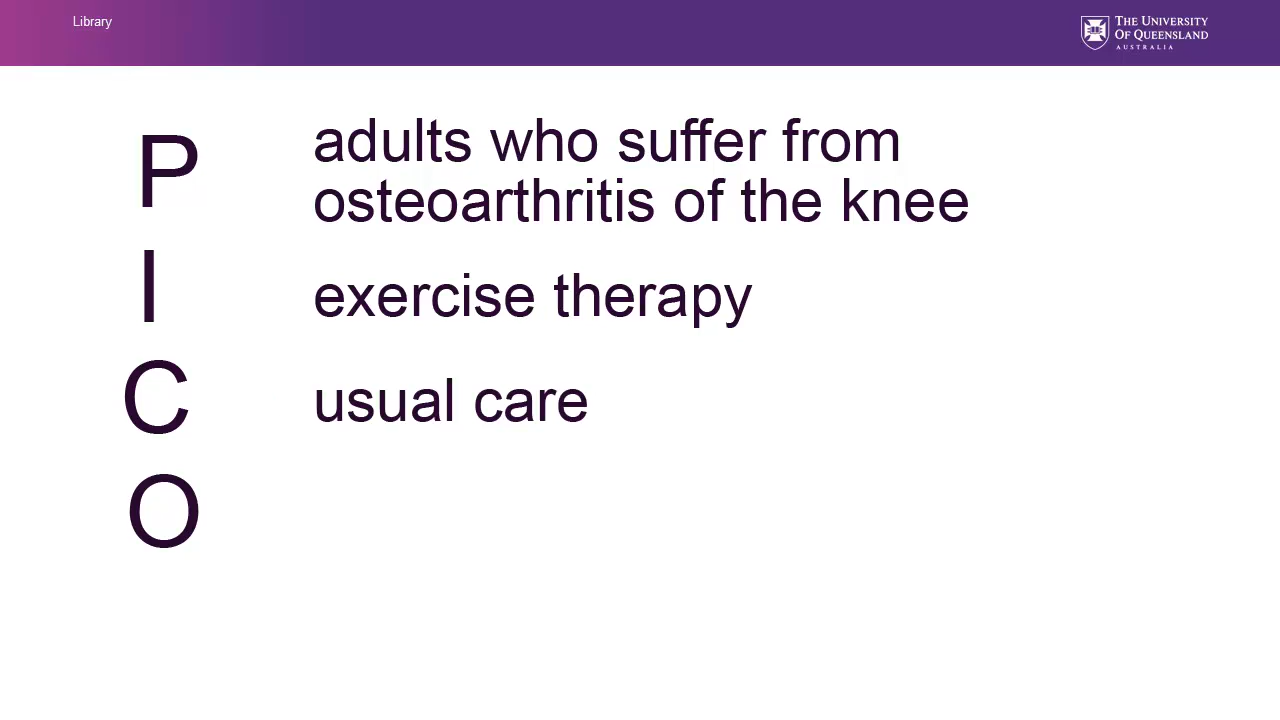 Library
THE UNIVERSITY
OF QUEENSLAND
AUSTRALIA
P
adults who suffer from
osteoarthritis of the knee
I
exercise therapy
C
usual care
O